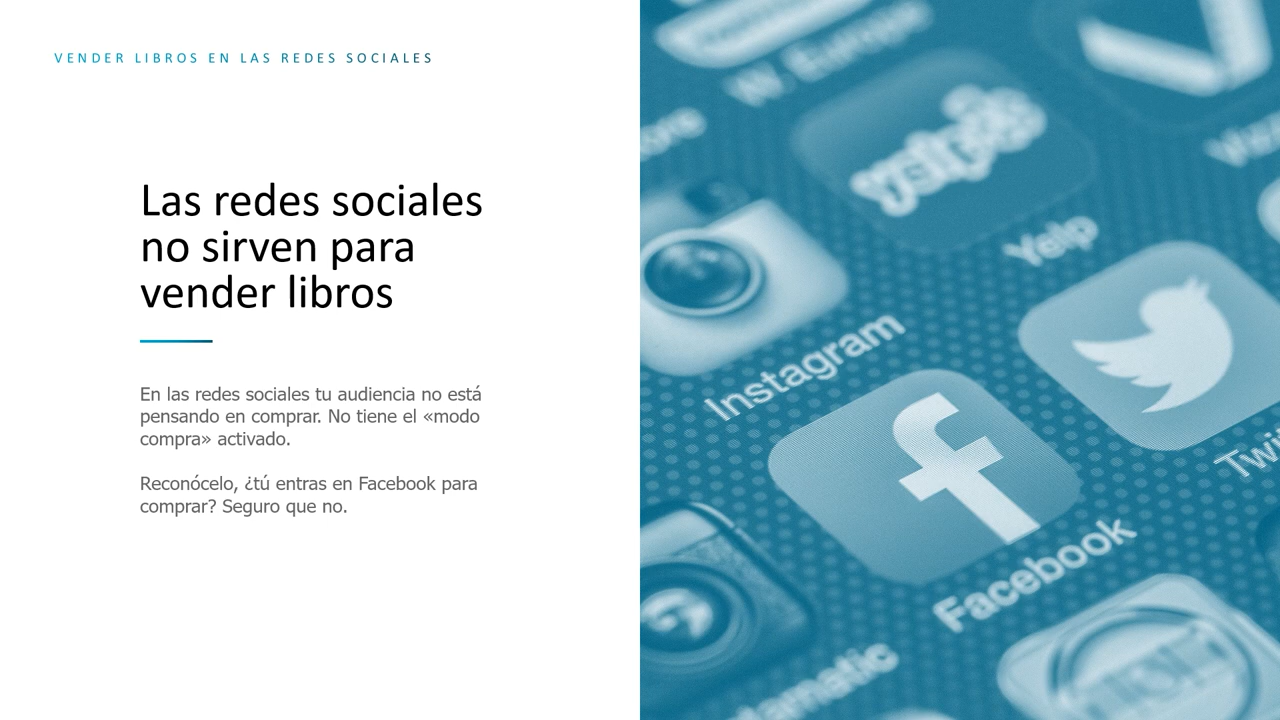 VENDER LIBROS EN LAS REDES SOCIALES
Las redes sociales
no sirven para
vender libros
En las redes sociales tu audiencia no está
pensando en comprar. No tiene el «modo
compra» activado.
Reconócelo, ¿tú entras en Facebook para
comprar? Seguro que no.
W. Europe
yelp
Yelp
Instagram
Facebook